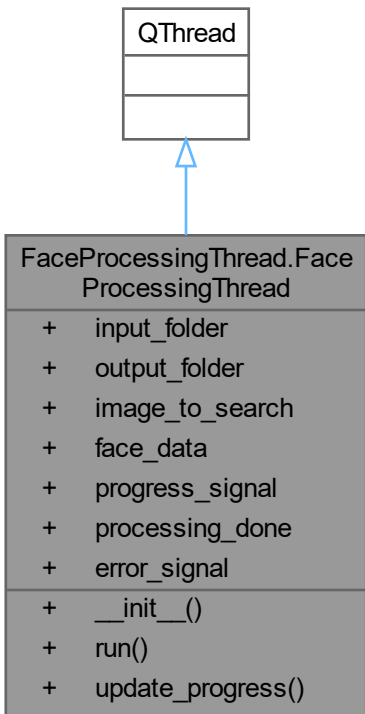 QThread
FaceProcessingThread.Face
ProcessingThread
+ input_folder
+ output_folder
+ image_to_search
+ face_data
+ progress_signal
+ processing_done
+ error_signal
+ __init__()
+ run()
+ update_progress()